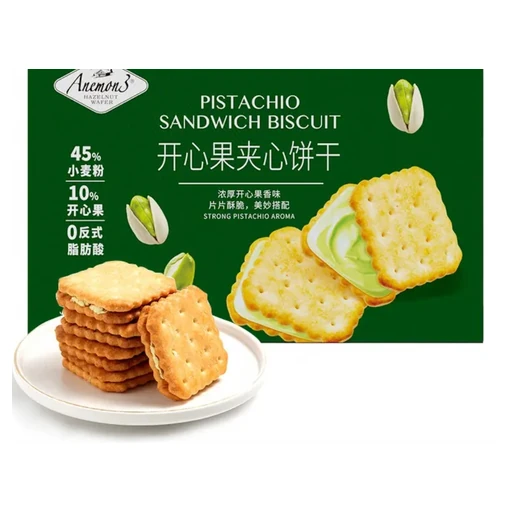 Anemon3
HAZELNUT
WAFER
PISTACHIO
SANDWICH BISCUIT
开心果夹心饼干
45%
小麦粉
10%
开心果
0反式
脂肪酸
浓厚开心果香味
片片酥脆，美妙搭配
STRONG PISTACHIO AROMA